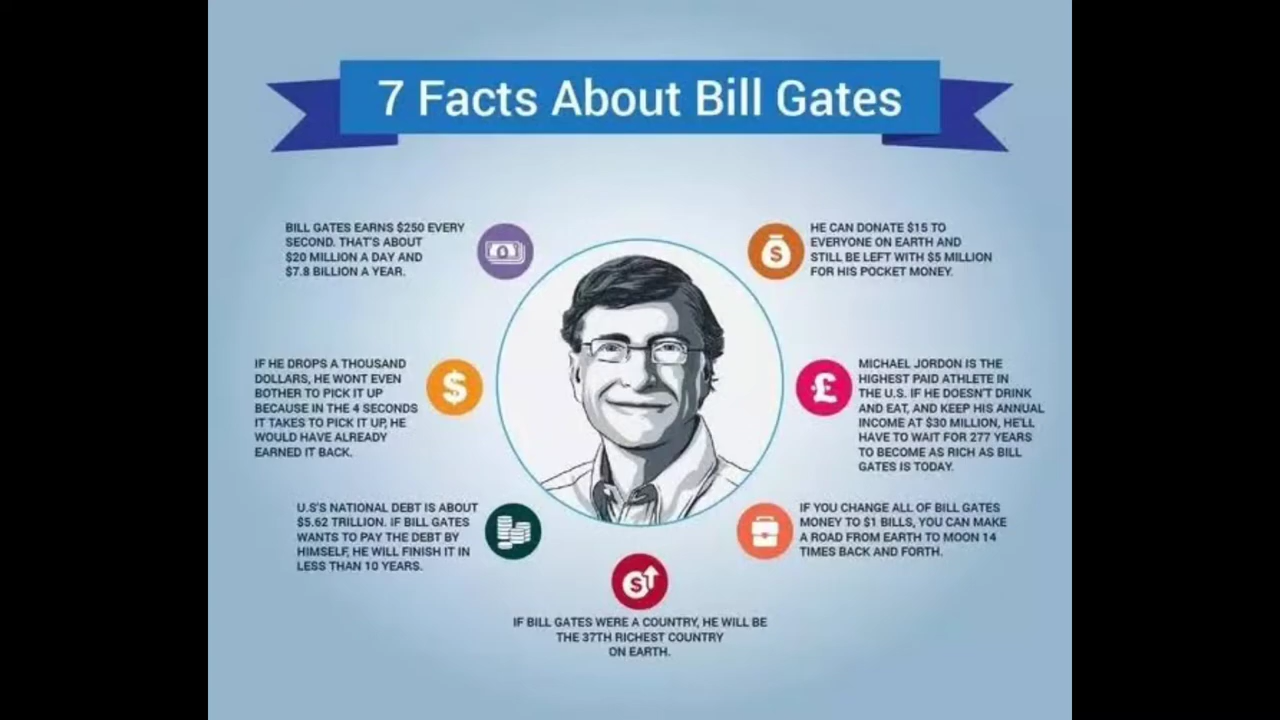 7 Facts About Bill Gates
BILL GATES EARNS $250 EVERY
SECOND. THAT'S ABOUT
$20 MILLION A DAY AND
$7.8 BILLION A YEAR.
HE CAN DONATE $15 TO
EVERYONE ON EARTH AND
STILL BE LEFT WITH $5 MILLION
FOR HIS POCKET MONEY.
IF HE DROPS A THOUSAND
DOLLARS, HE WONT EVEN
BOTHER TO PICK IT UP
BECAUSE IN THE 4 SECONDS
IT TAKES TO PICK IT UP, HE
WOULD HAVE ALREADY
EARNED IT BACK.
MICHAEL JORDON IS THE
HIGHEST PAID ATHLETE IN
THE U.S. IF HE DOESN'T DRINK
AND EAT, AND KEEP HIS ANNUAL
INCOME AT $30 MILLION, HE'LL
HAVE TO WAIT FOR 277 YEARS
TO BECOME AS RICH AS BILL
GATES IS TODAY.
U.S'S NATIONAL DEBT IS ABOUT
$5.62 TRILLION. IF BILL GATES
WANTS TO PAY THE DEBT BY
HIMSELF, HE WILL FINISH IT IN
LESS THAN 10 YEARS.
IF YOU CHANGE ALL OF BILL GATES
MONEY TO $1 BILLS, YOU CAN MAKE
A ROAD FROM EARTH TO MOON 14
TIMES BACK AND FORTH.
IF BILL GATES WERE A COUNTRY, HE WILL BE
THE 37TH RICHEST COUNTRY
ON EARTH.